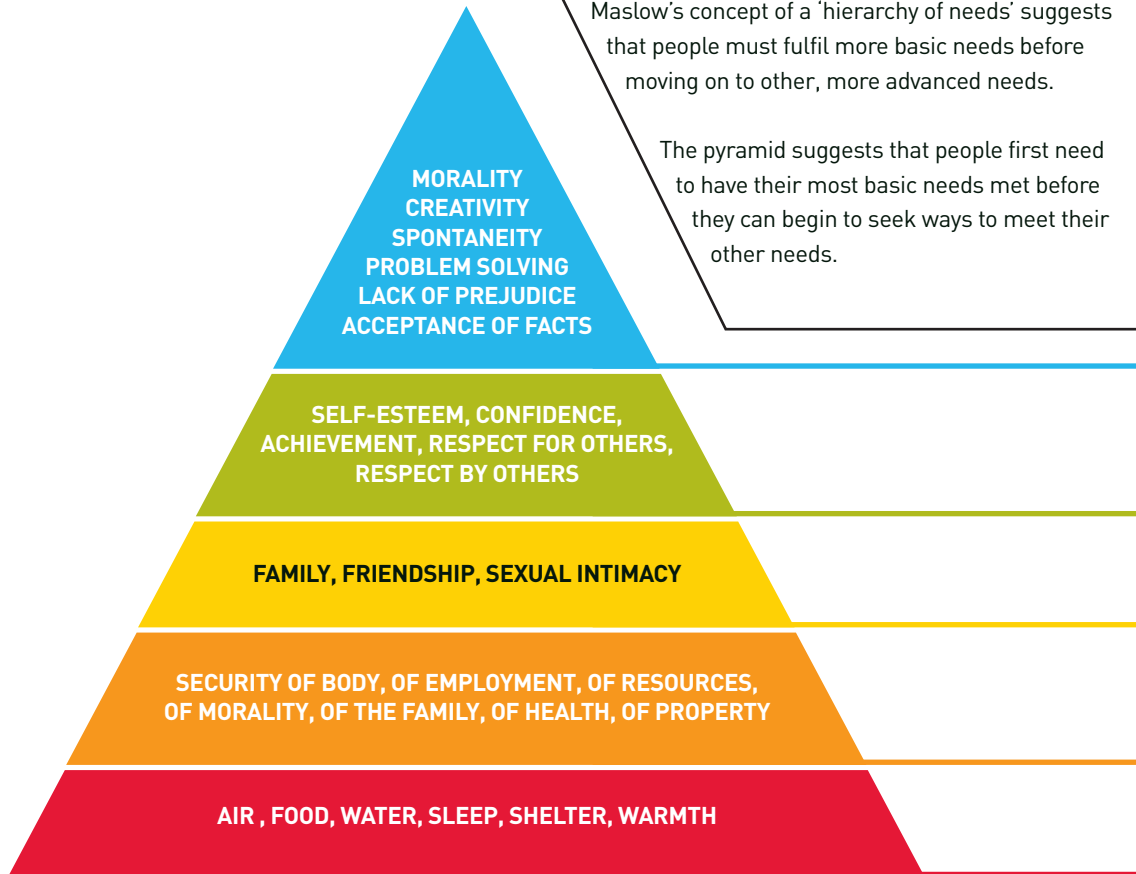 Maslow’s concept of a ‘hierarchy of needs’ suggests
that people must fulfil more basic needs before
moving on to other, more advanced needs.
The pyramid suggests that people first need
to have their most basic needs met before
they can begin to seek ways to meet their
other needs.
MORALITY
CREATIVITY
SPONTANEITY
PROBLEM SOLVING
LACK OF PREJUDICE
ACCEPTANCE OF FACTS
SELF-ESTEEM, CONFIDENCE,
ACHIEVEMENT, RESPECT FOR OTHERS,
RESPECT BY OTHERS
FAMILY, FRIENDSHIP, SEXUAL INTIMACY
SECURITY OF BODY, OF EMPLOYMENT, OF RESOURCES,
OF MORALITY, OF THE FAMILY, OF HEALTH, OF PROPERTY
AIR , FOOD, WATER, SLEEP, SHELTER, WARMTH